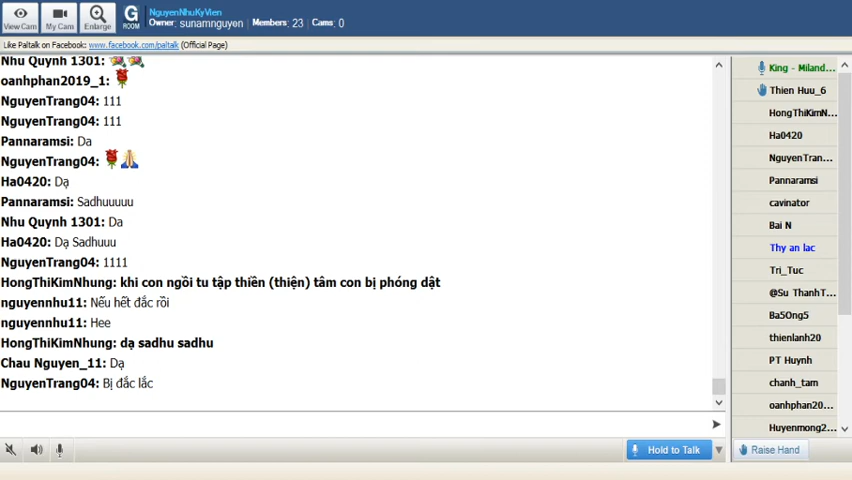 NguyenNhuKyVien
Owner: sunamnguyen Members: 23 Cams: 0
View Cam My Cam Enlarge G ROOM
Like Paltalk on Facebook: www.facebook.com/paltalk (Official Page)
Nhu Quynh 1301:
oanhphan2019_1:
NguyenTrang04: 111
NguyenTrang04: 111
Pannaramsi: Da
NguyenTrang04:
Ha0420: Dạ
Pannaramsi: Sadhuuuuu
Nhu Quynh 1301: Da
Ha0420: Dạ Sadhuuu
NguyenTrang04: 1111
HongThiKimNhung: khi con ngồi tu tập thiền (thiện) tâm con bị phóng dật
nguyennhu11: Nếu hết đắc rồi
nguyennhu11: Hee
HongThiKimNhung: dạ sadhu sadhu
Chau Nguyen_11: Dạ
NguyenTrang04: Bị đắc lắc
King - Miland...
Thien Huu_6
HongThiKimN...
Ha0420
NguyenTran...
Pannaramsi
cavinator
Bai N
Thy an lac
Tri_Tuc
@Su ThanhT...
Ba5Ong5
thienlanh20
PT Huynh
chanh_tam
oanhphan20...
Huyenmong2...
Hold to Talk
Raise Hand